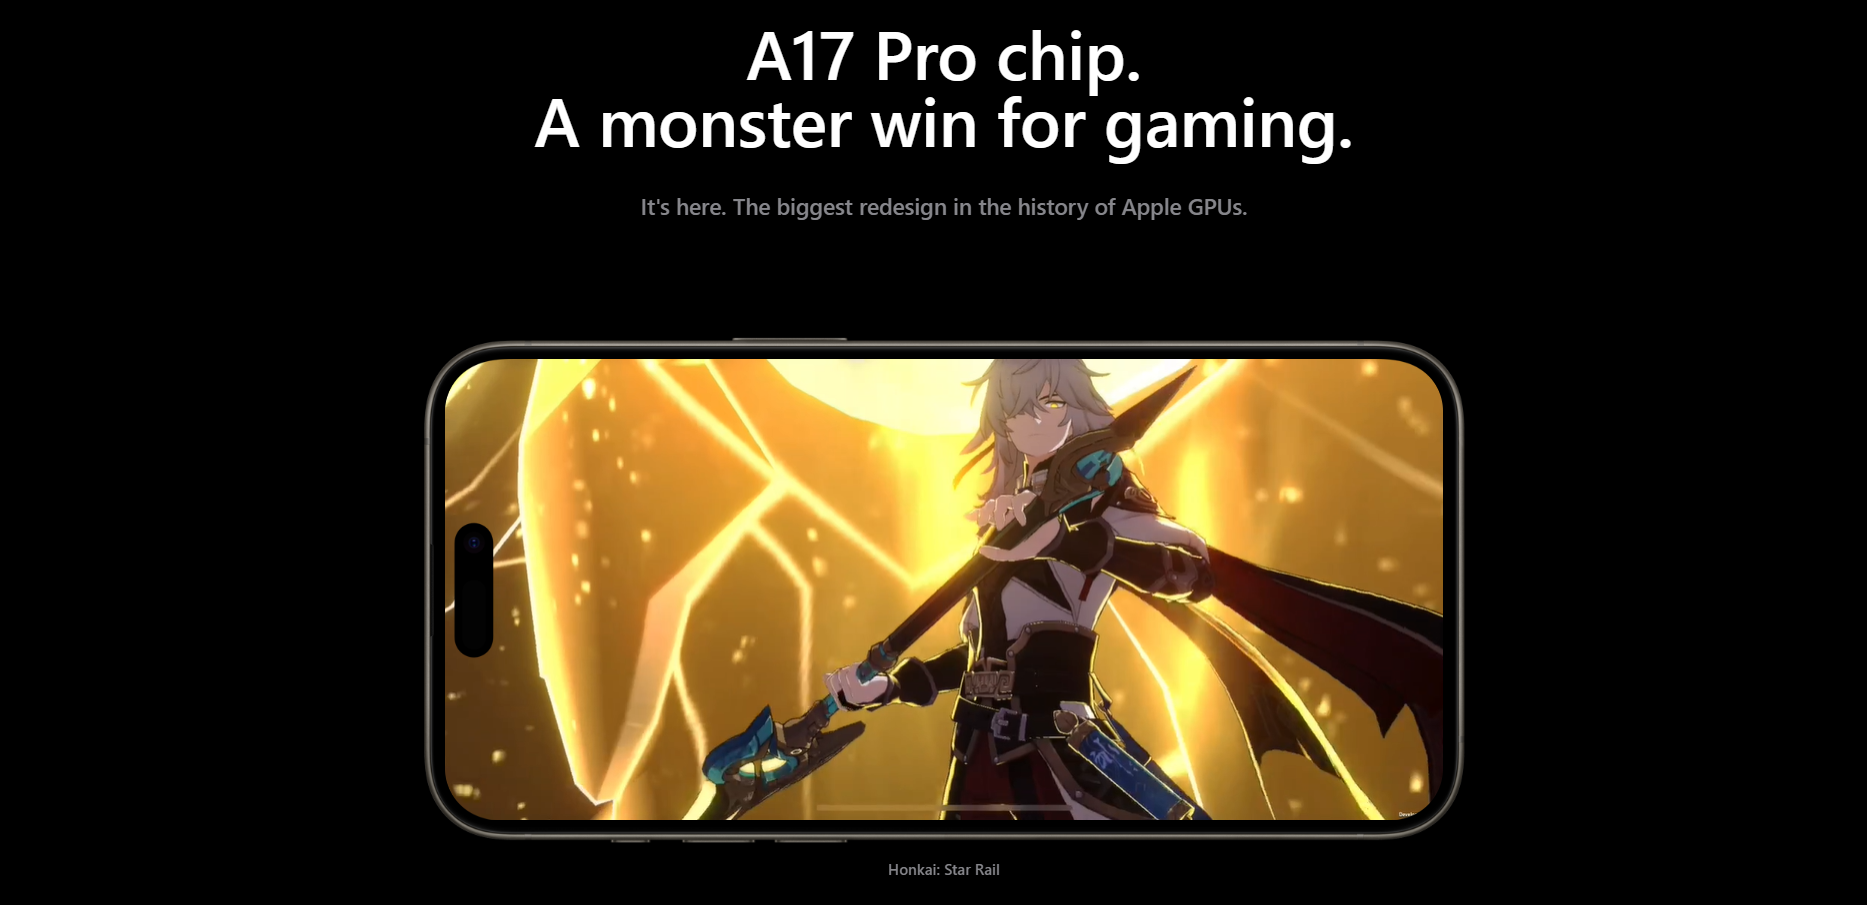 A17 Pro chip.
A monster win for gaming.
It's here. The biggest redesign in the history of Apple GPUs.
Honkai: Star Rail